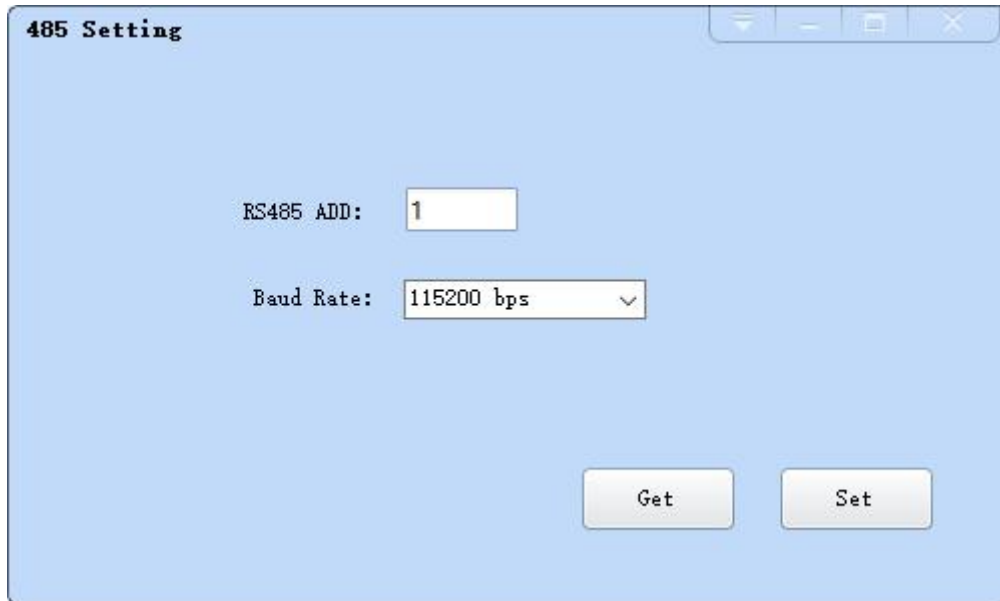 485 Setting
RS485 ADD: 1
Baud Rate: 115200 bps
Get Set